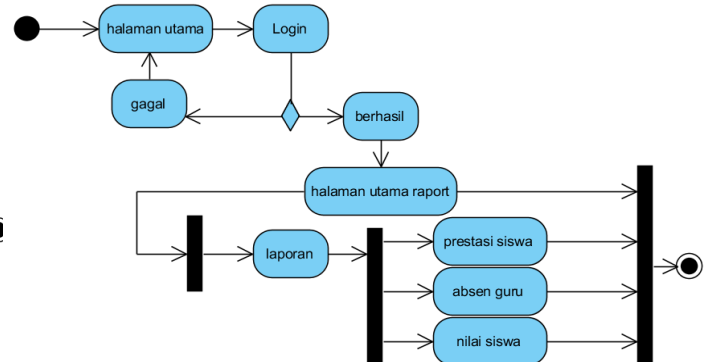 halaman utama
Login
gagal
berhasil
halaman utama raport
laporan
prestasi siswa
absen guru
nilai siswa